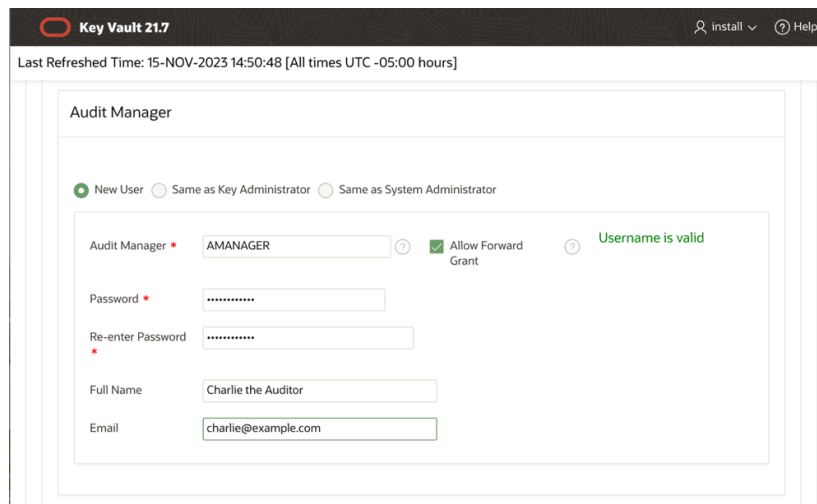 Key Vault 21.7
install
Help
Last Refreshed Time: 15-NOV-2023 14:50:48 [All times UTC -05:00 hours]
Audit Manager
New User Same as Key Administrator Same as System Administrator
Audit Manager * AMANAGER ? Allow Forward ? Username is valid
Grant
Password * ••••••••••••
Re-enter Password ••••••••••••
*
Full Name Charlie the Auditor
Email charlie@example.com